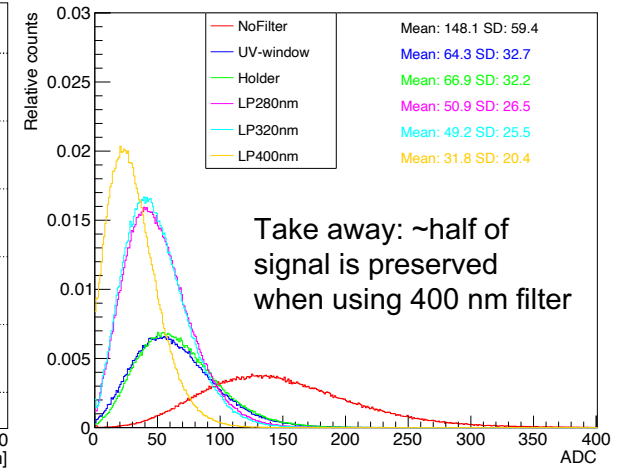 Relative counts
0.03
0.025
0.02
0.015
0.01
0.005
0
NoFilter
UV-window
Holder
LP280nm
LP320nm
LP400nm
Mean: 148.1 SD: 59.4
Mean: 64.3 SD: 32.7
Mean: 66.9 SD: 32.2
Mean: 50.9 SD: 26.5
Mean: 49.2 SD: 25.5
Mean: 31.8 SD: 20.4
Take away: ~half of
signal is preserved
when using 400 nm filter
0 50 100 150 200 250 300 350 400
ADC